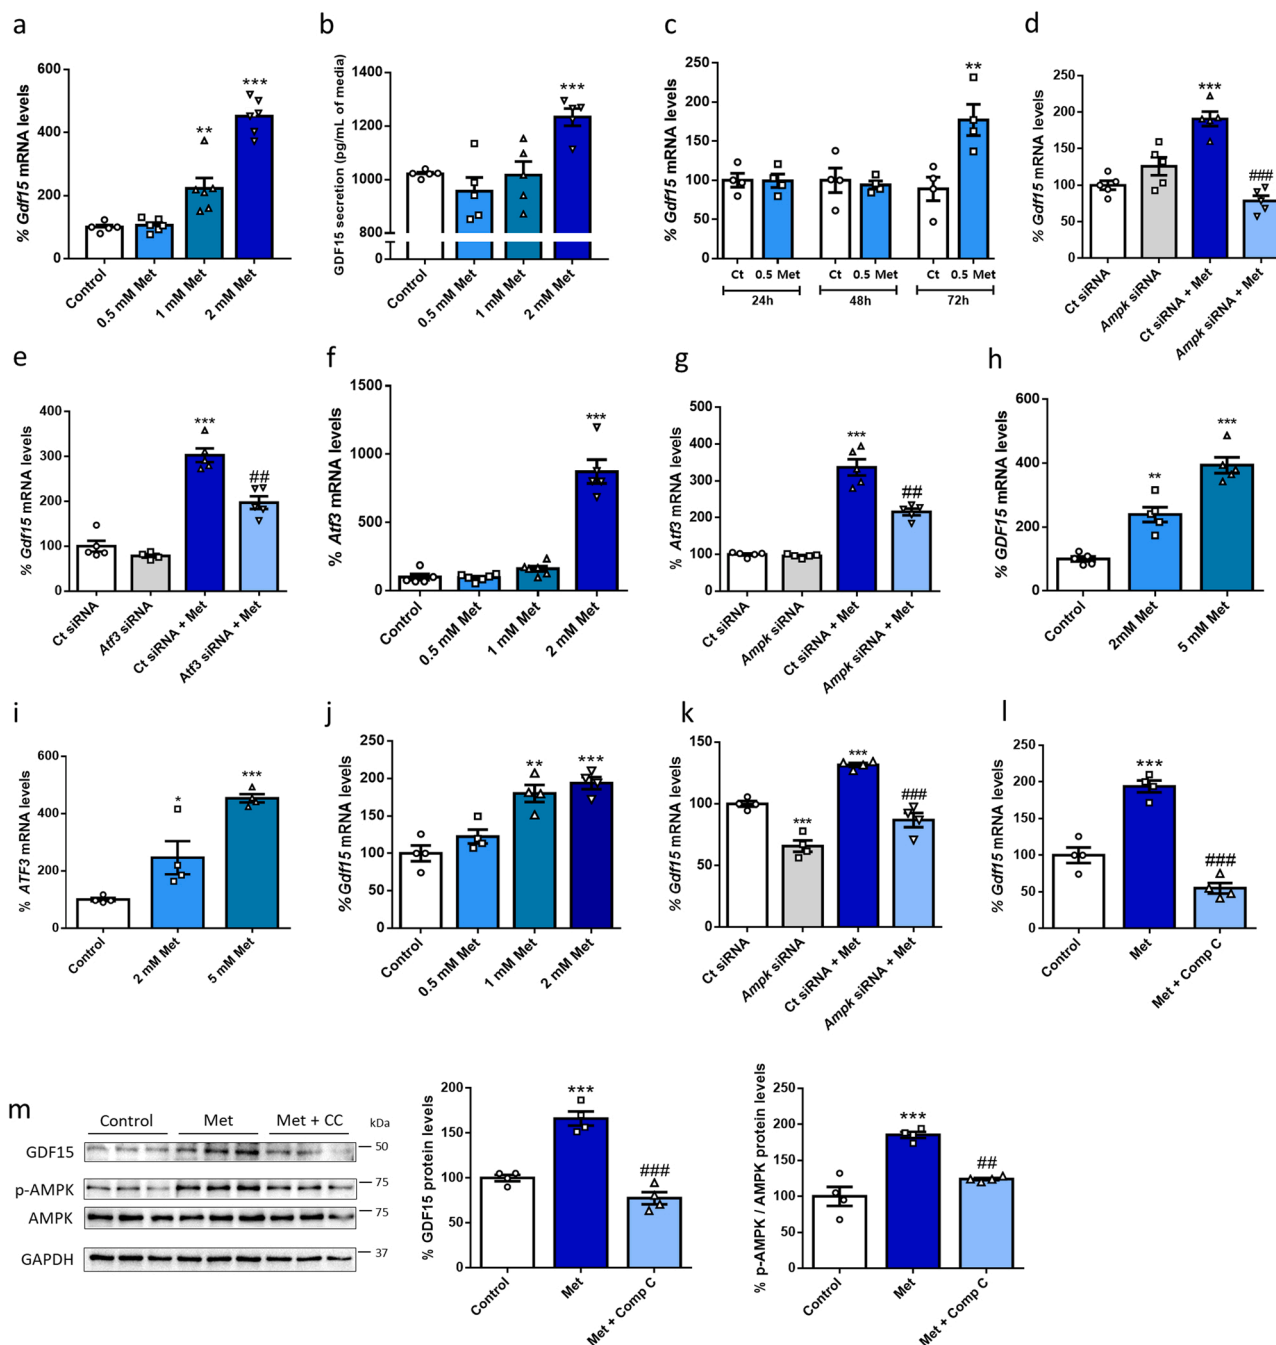 a
% Gdf15 mRNA levels
600
400
200
0
**
***
Control
0.5 mM Met
1 mM Met
2 mM Met
b
GDF15 secretion (pg/mL of media)
1400
1200
1000
800
0
***
Control
0.5 mM Met
1 mM Met
2 mM Met
c
% Gdf15 mRNA levels
250
200
150
100
50
0
**
Ct 0.5 Met Ct 0.5 Met Ct 0.5 Met
24h 48h 72h
d
% Gdf15 mRNA levels
250
200
150
100
50
0
***
###
Ct siRNA
Ampk siRNA
Ct siRNA + Met
Ampk siRNA + Met
e
% Gdf15 mRNA levels
400
300
200
100
0
***
##
Ct siRNA
Atf3 siRNA
Ct siRNA + Met
Atf3 siRNA + Met
f
% Atf3 mRNA levels
1500
1000
500
0
***
Control
0.5 mM Met
1 mM Met
2 mM Met
g
% Atf3 mRNA levels
500
400
300
200
100
0
***
##
Ct siRNA
Ampk siRNA
Ct siRNA + Met
Ampk siRNA + Met
h
% GDF15 mRNA levels
600
400
200
0
**
***
Control
2mM Met
5 mM Met
i
% ATF3 mRNA levels
600
400
200
0
*
***
Control
2 mM Met
5 mM Met
j
%Gdf15 mRNA levels
250
200
150
100
50
0
**
***
Control
0.5 mM Met
1 mM Met
2 mM Met
k
% Gdf15 mRNA levels
150
100
50
0
***
***
###
Ct siRNA
Ampk siRNA
Ct siRNA + Met
Ampk siRNA + Met
l
% Gdf15 mRNA levels
250
200
150
100
50
0
***
###
Control
Met
Met + Comp C
m
Control Met Met + CC kDa
GDF15 50
p-AMPK 75
AMPK 75
GAPDH 37
% GDF15 protein levels
200
150
100
50
0
***
###
Control
Met
Met + Comp C
% p-AMPK / AMPK protein levels
250
200
150
100
50
0
***
##
Control
Met
Met + Comp C